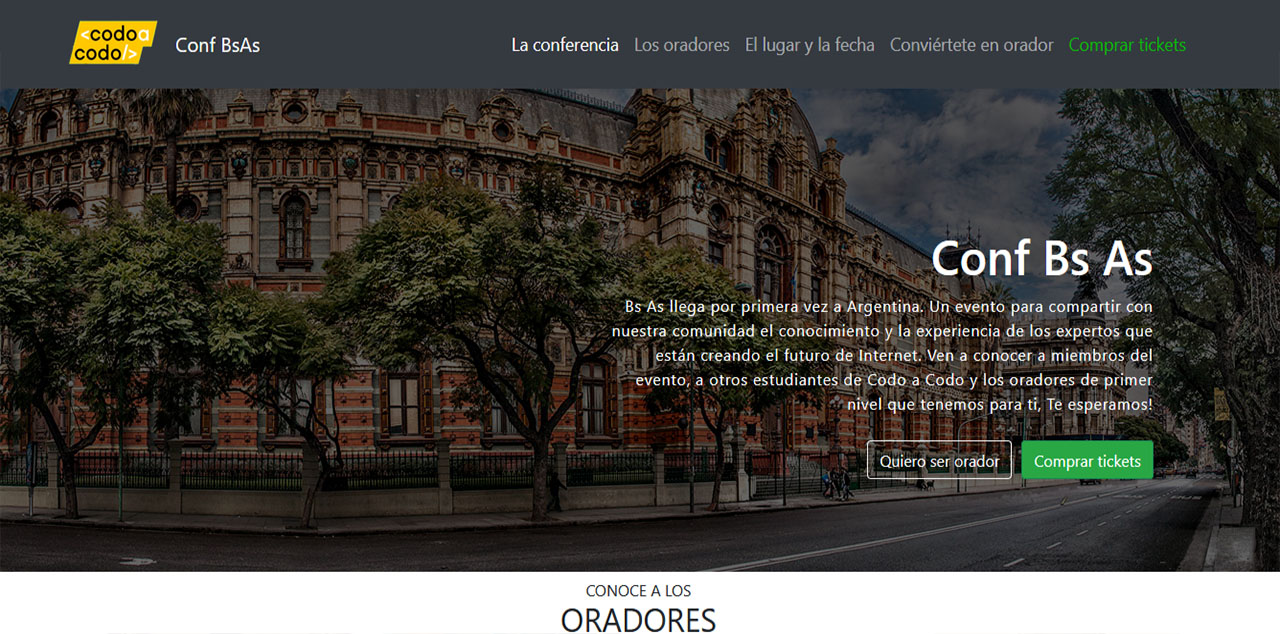 <codo a
codo/>
Conf BsAs
La conferencia
Los oradores
El lugar y la fecha
Conviértete en orador
Comprar tickets
Conf Bs As
Bs As llega por primera vez a Argentina. Un evento para compartir con
nuestra comunidad el conocimiento y la experiencia de los expertos que
están creando el futuro de Internet. Ven a conocer a miembros del
evento, a otros estudiantes de Codo a Codo y los oradores de primer
nivel que tenemos para tí, Te esperamos!
Quiero ser orador
Comprar tickets
CONOCE A LOS
ORADORES